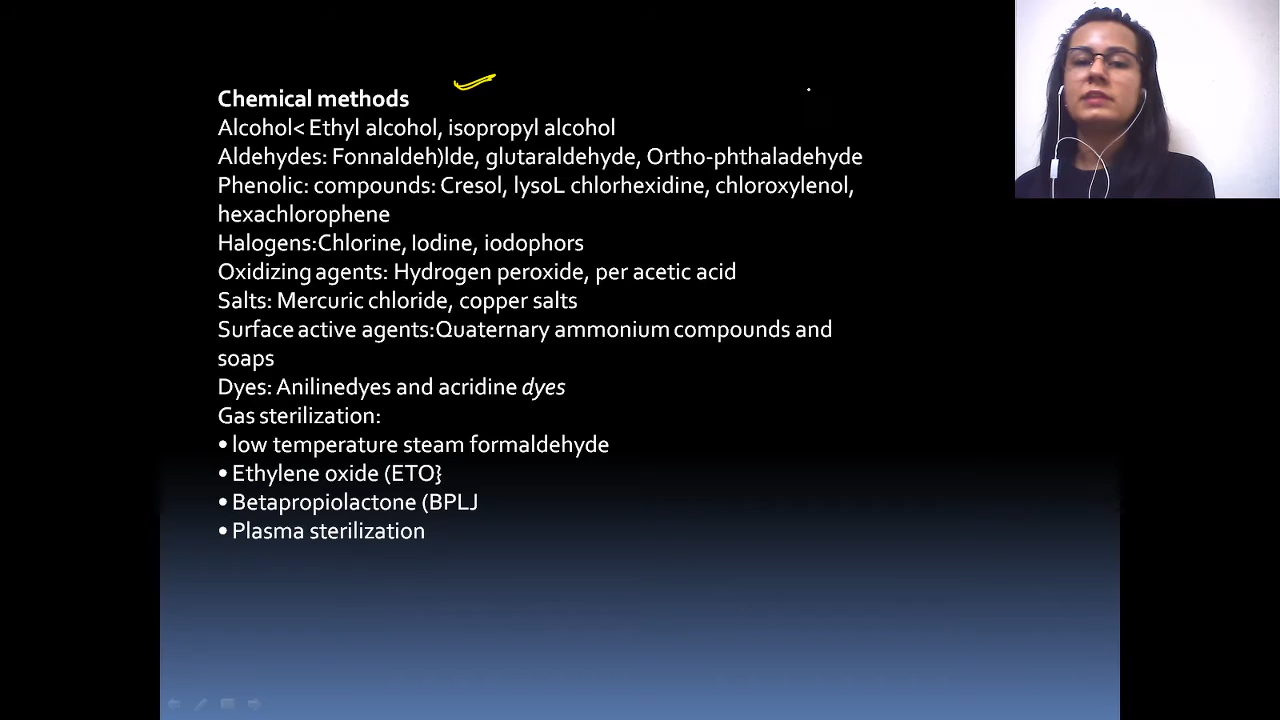 Chemical methods
Alcohol< Ethyl alcohol, isopropyl alcohol
Aldehydes: Fonnaldeh)lde, glutaraldehyde, Ortho-phthaladehyde
Phenolic: compounds: Cresol, lysoL chlorhexidine, chloroxylenol,
hexachlorophene
Halogens:Chlorine, Iodine, iodophors
Oxidizing agents: Hydrogen peroxide, per acetic acid
Salts: Mercuric chloride, copper salts
Surface active agents:Quaternary ammonium compounds and
soaps
Dyes: Anilinedyes and acridine dyes
Gas sterilization:
• low temperature steam formaldehyde
• Ethylene oxide (ETO}
• Betapropiolactone (BPLJ
• Plasma sterilization